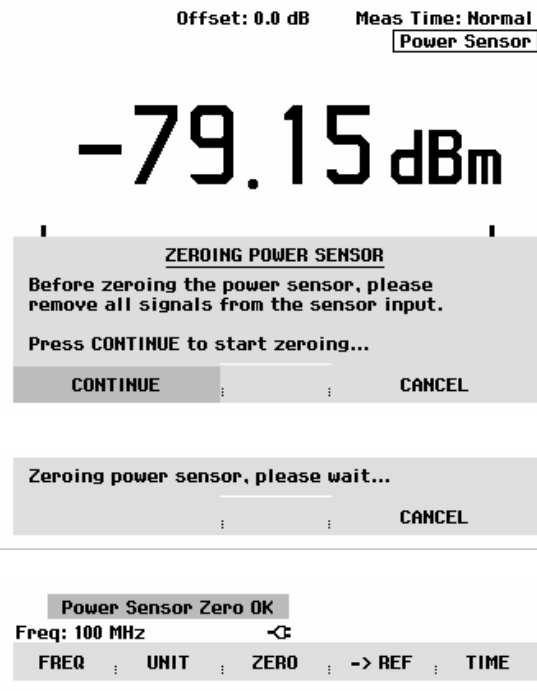 Offset: 0.0 dB Meas Time: Normal
Power Sensor
-79.15 dBm
ZEROING POWER SENSOR
Before zeroing the power sensor, please
remove all signals from the sensor input.
Press CONTINUE to start zeroing...
CONTINUE CANCEL
Zeroing power sensor, please wait...
CANCEL
Power Sensor Zero OK
Freq: 100 MHz
FREQ UNIT ZERO -> REF TIME